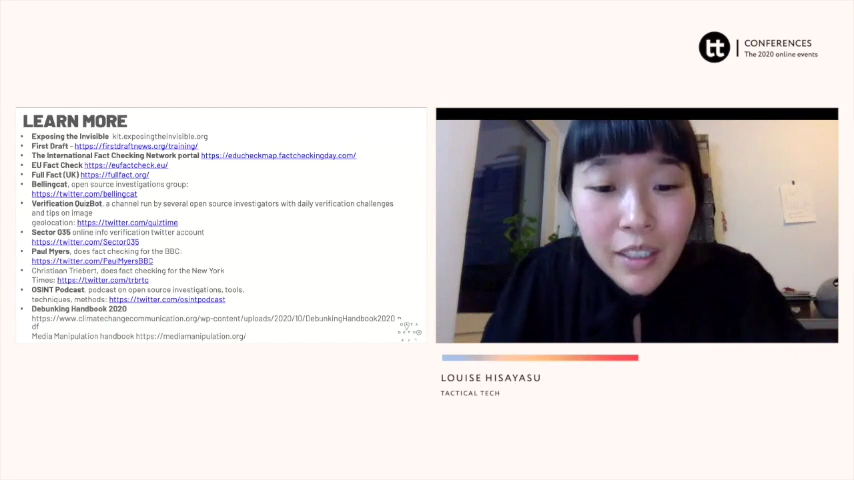 tt
CONFERENCES
The 2020 online events
LEARN MORE
• Exposing the Invisible kit.exposingtheinvisible.org
• First Draft - https://firstdraftnews.org/training/
• The International Fact Checking Network portal https://educheckmap.factcheckingday.com/
• EU Fact Check https://eufactcheck.eu/
• Full Fact (UK) https://fullfact.org/
• Bellingcat, open source investigations group:
https://twitter.com/bellingcat
• Verification QuizBot, a channel run by several open source investigators with daily verification challenges
and tips on image
geolocation: https://twitter.com/quiztime
• Sector 035 online info verification twitter account
https://twitter.com/Sector035
• Paul Myers, does fact checking for the BBC:
https://twitter.com/PaulMyersBBC
• Christiaan Triebert, does fact checking for the New York
Times: https://twitter.com/trbrtc
• OSINT Podcast, podcast on open source investigations, tools,
techniques, methods: https://twitter.com/osintpodcast
• Debunking Handbook 2020
https://www.climatechangecommunication.org/wp-content/uploads/2020/10/DebunkingHandbook2020
df
Media Manipulation handbook https://mediamanipulation.org/
LOUISE HISAYASU
TACTICAL TECH